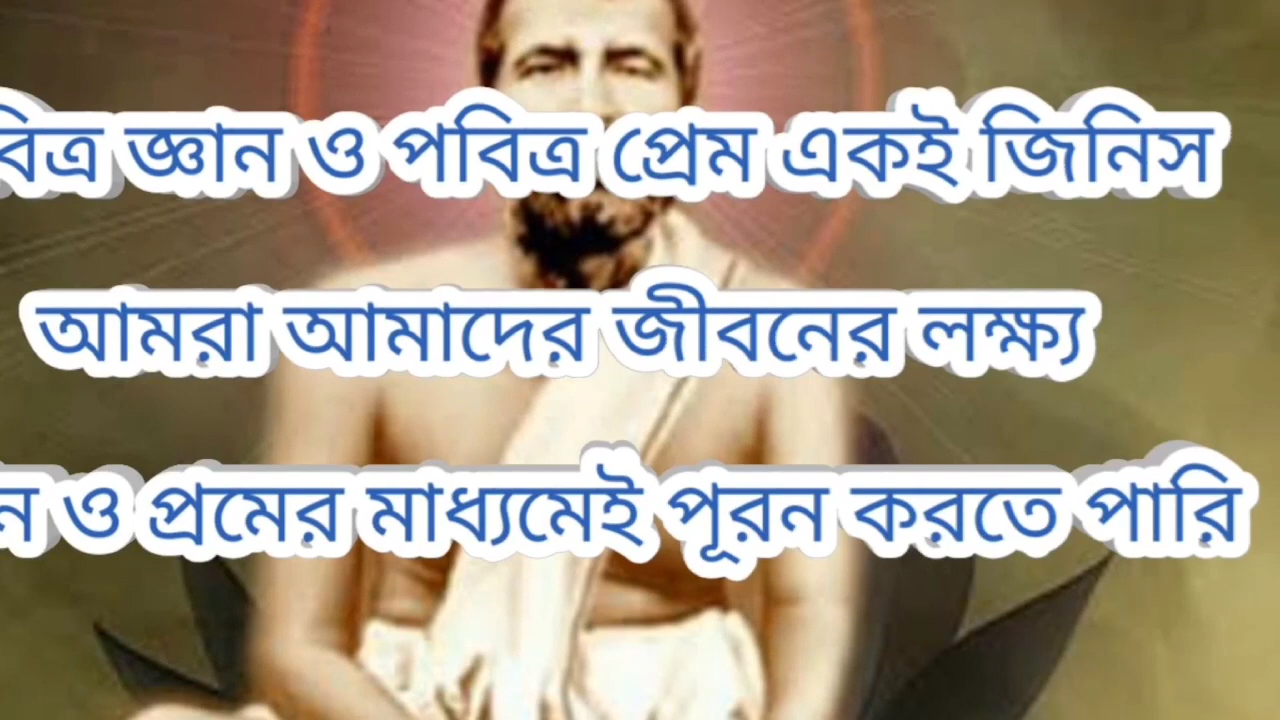 বিত্র জ্ঞান ও পবিত্র প্রেম একই জিনিস
আমরা আমাদের জীবনের লক্ষ্য
ন ও প্রমের মাধ্যমেই পূরন করতে পারি